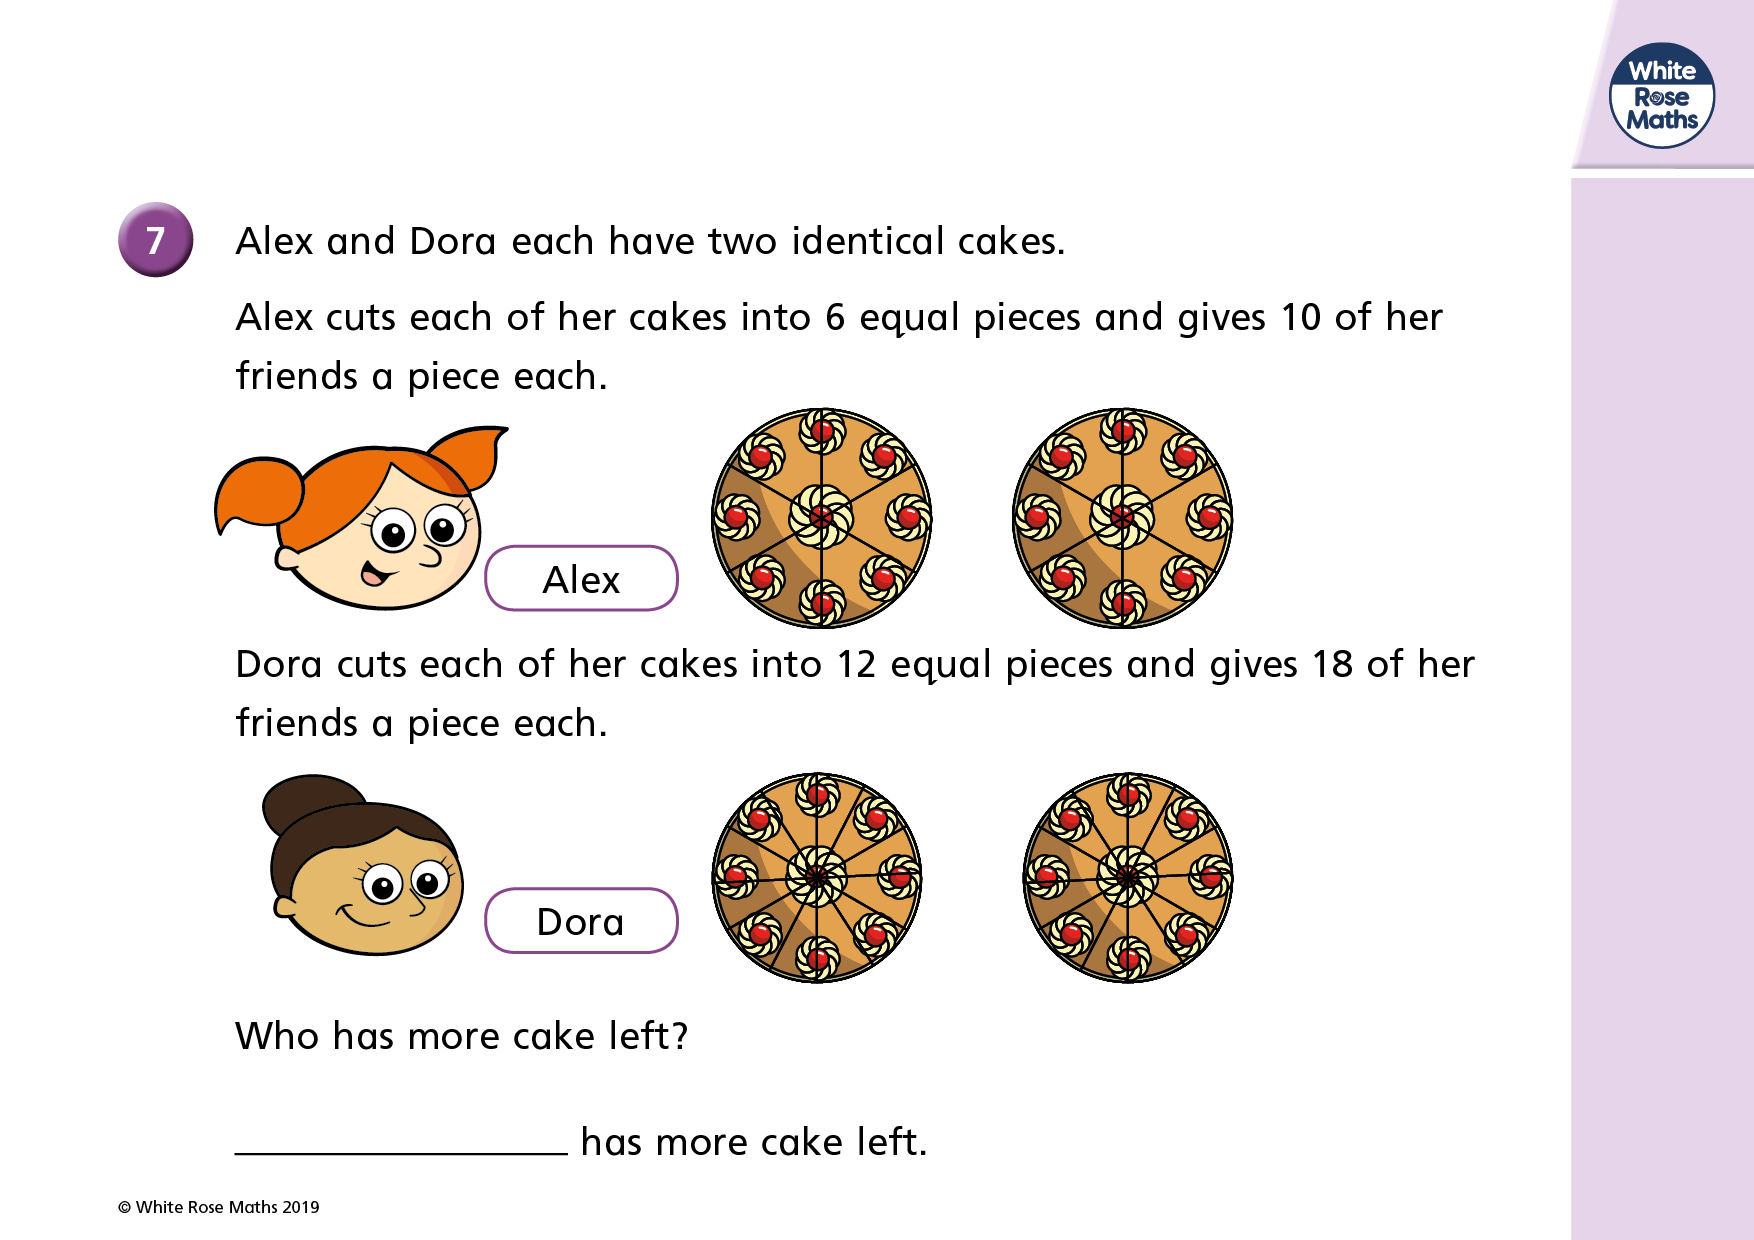 White
Rose
Maths
7
Alex and Dora each have two identical cakes.
Alex cuts each of her cakes into 6 equal pieces and gives 10 of her
friends a piece each.
Alex
Dora cuts each of her cakes into 12 equal pieces and gives 18 of her
friends a piece each.
Dora
Who has more cake left?
has more cake left.
© White Rose Maths 2019